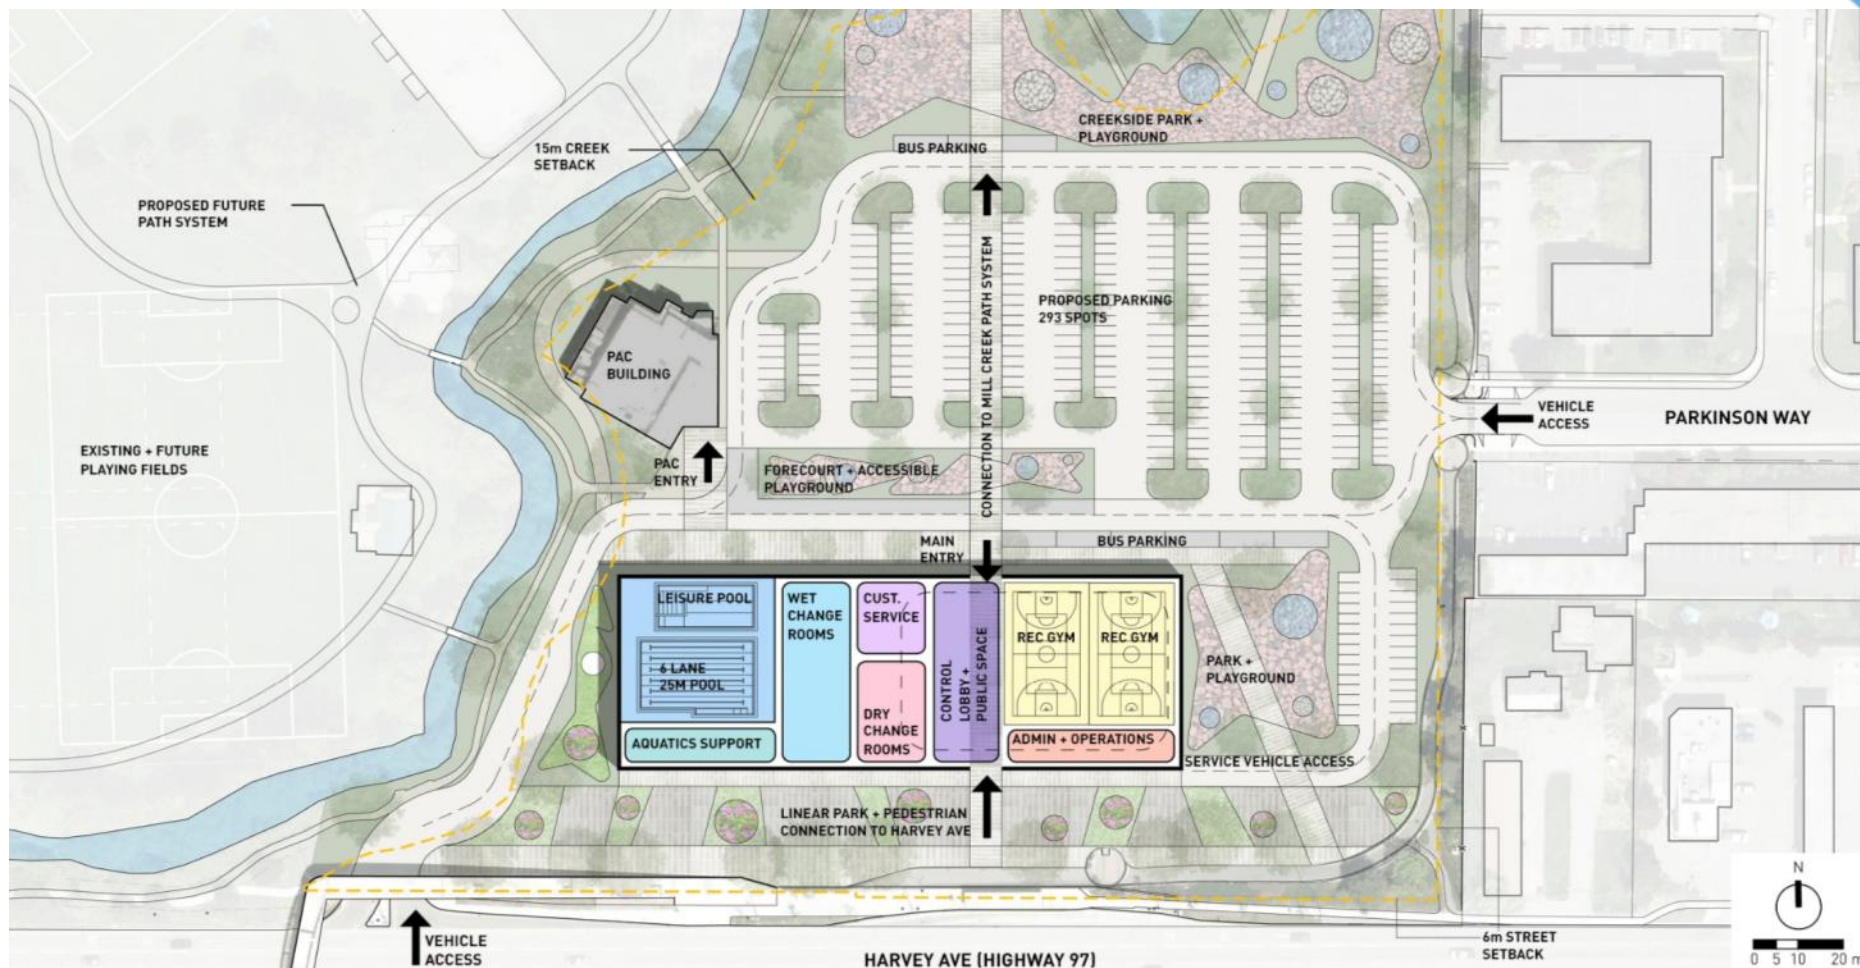 CREEKSIDE PARK +
PLAYGROUND
BUS PARKING
15m CREEK
SETBACK
PROPOSED FUTURE
PATH SYSTEM
CONNECTION TO MILL CREEK PATH SYSTEM
PROPOSED PARKING
293 SPOTS
PAC
BUILDING
VEHICLE
ACCESS
PARKINSON WAY
EXISTING + FUTURE
PLAYING FIELDS
PAC
ENTRY
FORECOURT + ACCESSIBLE
PLAYGROUND
MAIN
ENTRY
BUS PARKING
LEISURE POOL
6 LANE
25M POOL
AQUATICS SUPPORT
WET
CHANGE
ROOMS
CUST.
SERVICE
DRY
CHANGE
ROOMS
CONTROL
LOBBY +
PUBLIC SPACE
REC GYM
REC GYM
ADMIN + OPERATIONS
PARK +
PLAYGROUND
SERVICE VEHICLE ACCESS
LINEAR PARK + PEDESTRIAN
CONNECTION TO HARVEY AVE
VEHICLE
ACCESS
HARVEY AVE (HIGHWAY 97)
6m STREET
SETBACK
N
0 5 10 20 m